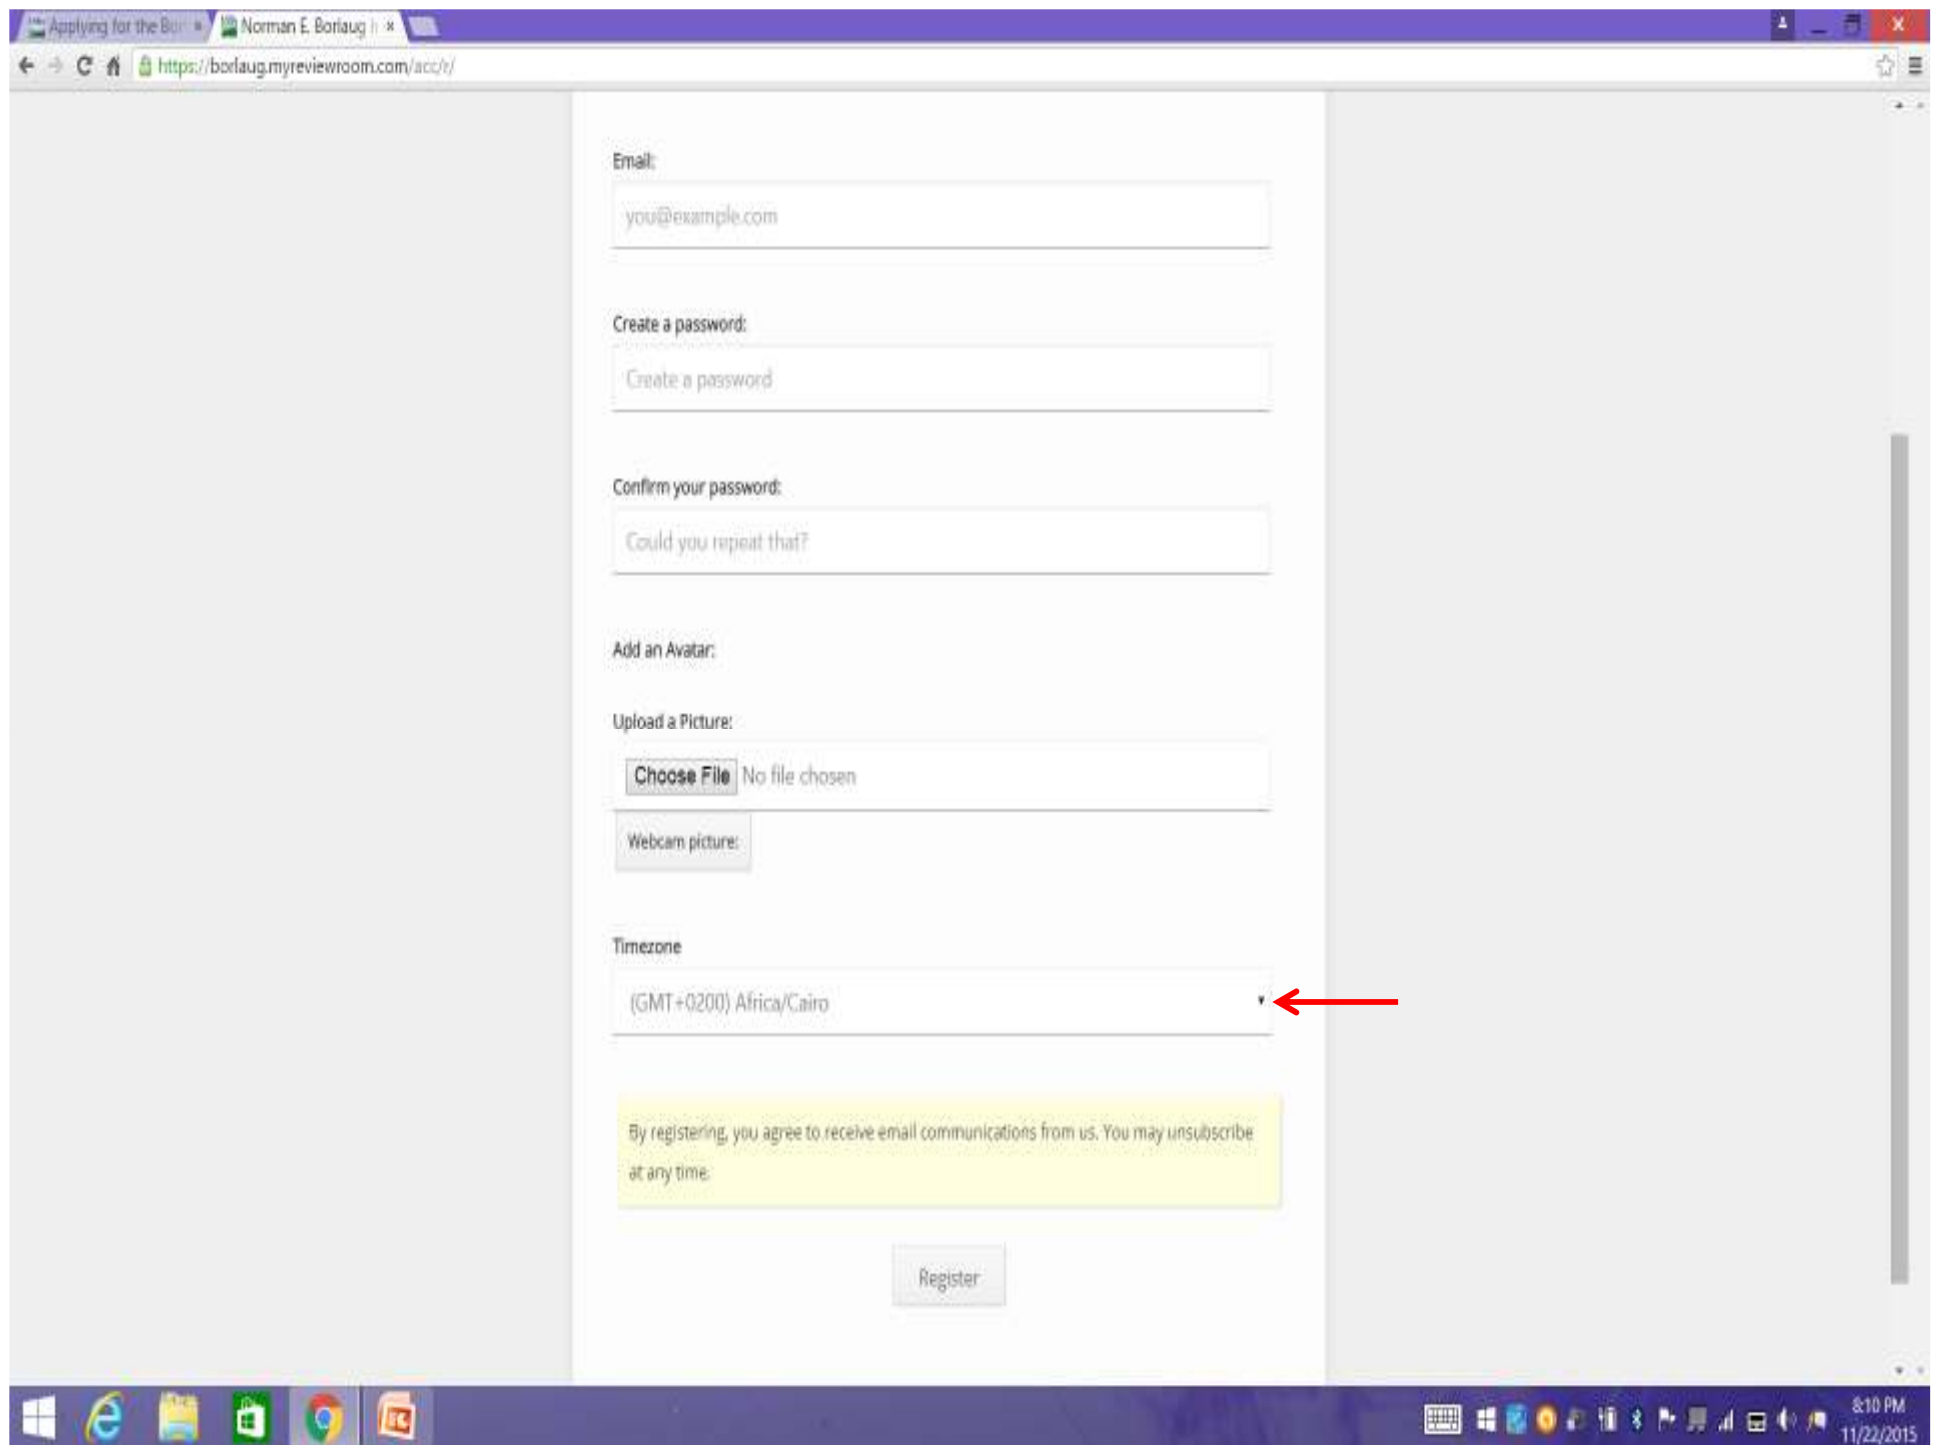 Applying for the Bor
Norman E. Borlaug
https://borlaug.myreviewroom.com/acc/r/
Email:
you@example.com
Create a password:
Create a password
Confirm your password:
Could you repeat that?
Add an Avatar:
Upload a Picture:
Choose File No file chosen
Webcam picture:
Timezone
(GMT+0200) Africa/Cairo
By registering, you agree to receive email communications from us. You may unsubscribe
at any time.
Register
8:10 PM
11/22/2015